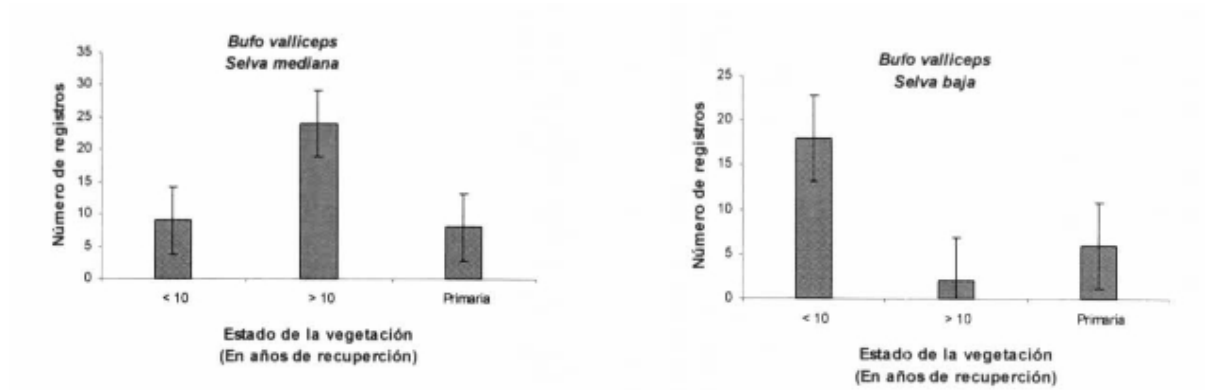 Bufo valliceps
Selva mediana
Número de registros
35
30
25
20
15
10
5
0
< 10
> 10
Primaria
Estado de la vegetación
(En años de recuperción)
Bufo valliceps
Selva baja
Número de registros
25
20
15
10
5
0
< 10
> 10
Primaria
Estado de la vegetación
(En años de recuperción)